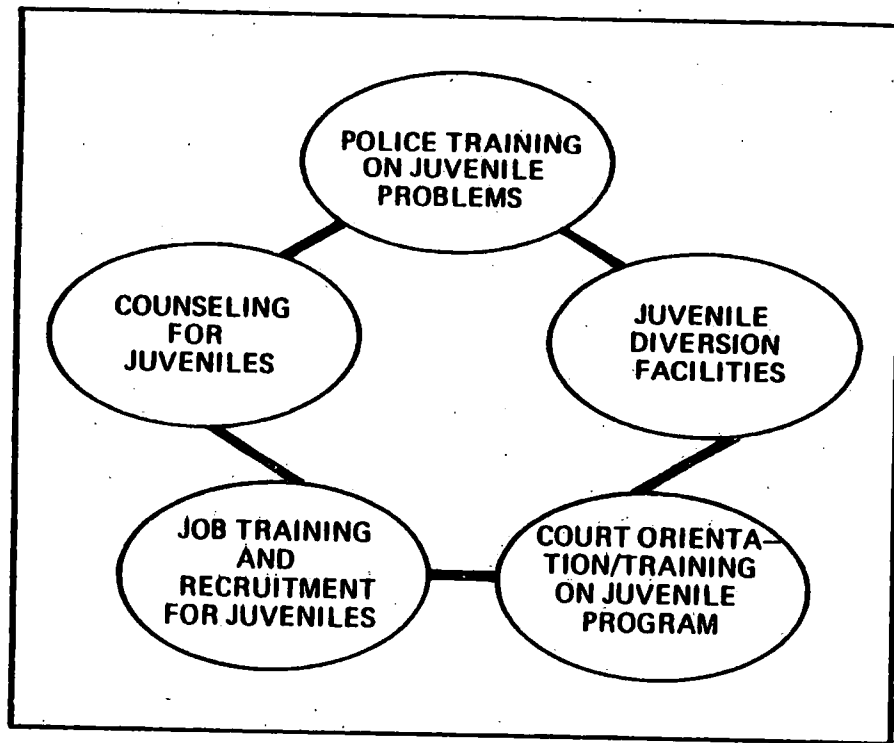 POLICE TRAINING
ON JUVENILE
PROBLEMS
COUNSELING
FOR
JUVENILES
JUVENILE
DIVERSION
FACILITIES
JOB TRAINING
AND
RECRUITMENT
FOR JUVENILES
COURT ORIENTA-
TION/TRAINING
ON JUVENILE
PROGRAM